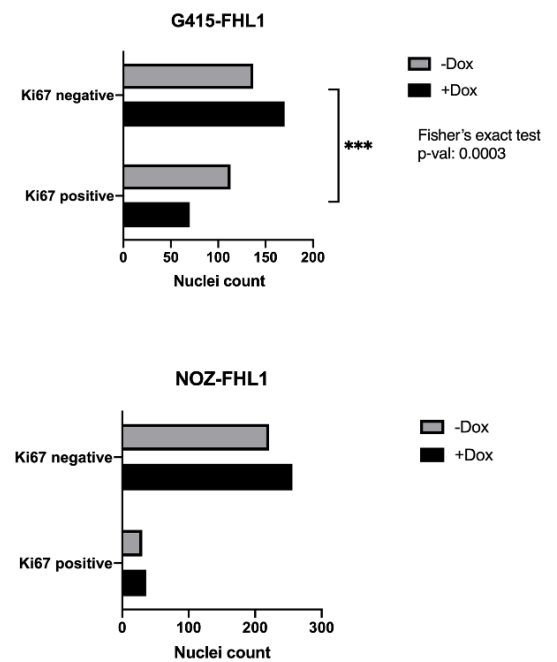 G415-FHL1
-Dox
+Dox
Ki67 negative
Ki67 positive
***
Fisher's exact test
p-val: 0.0003
0 50 100 150 200
Nuclei count
NOZ-FHL1
-Dox
+Dox
Ki67 negative
Ki67 positive
0 100 200 300
Nuclei count